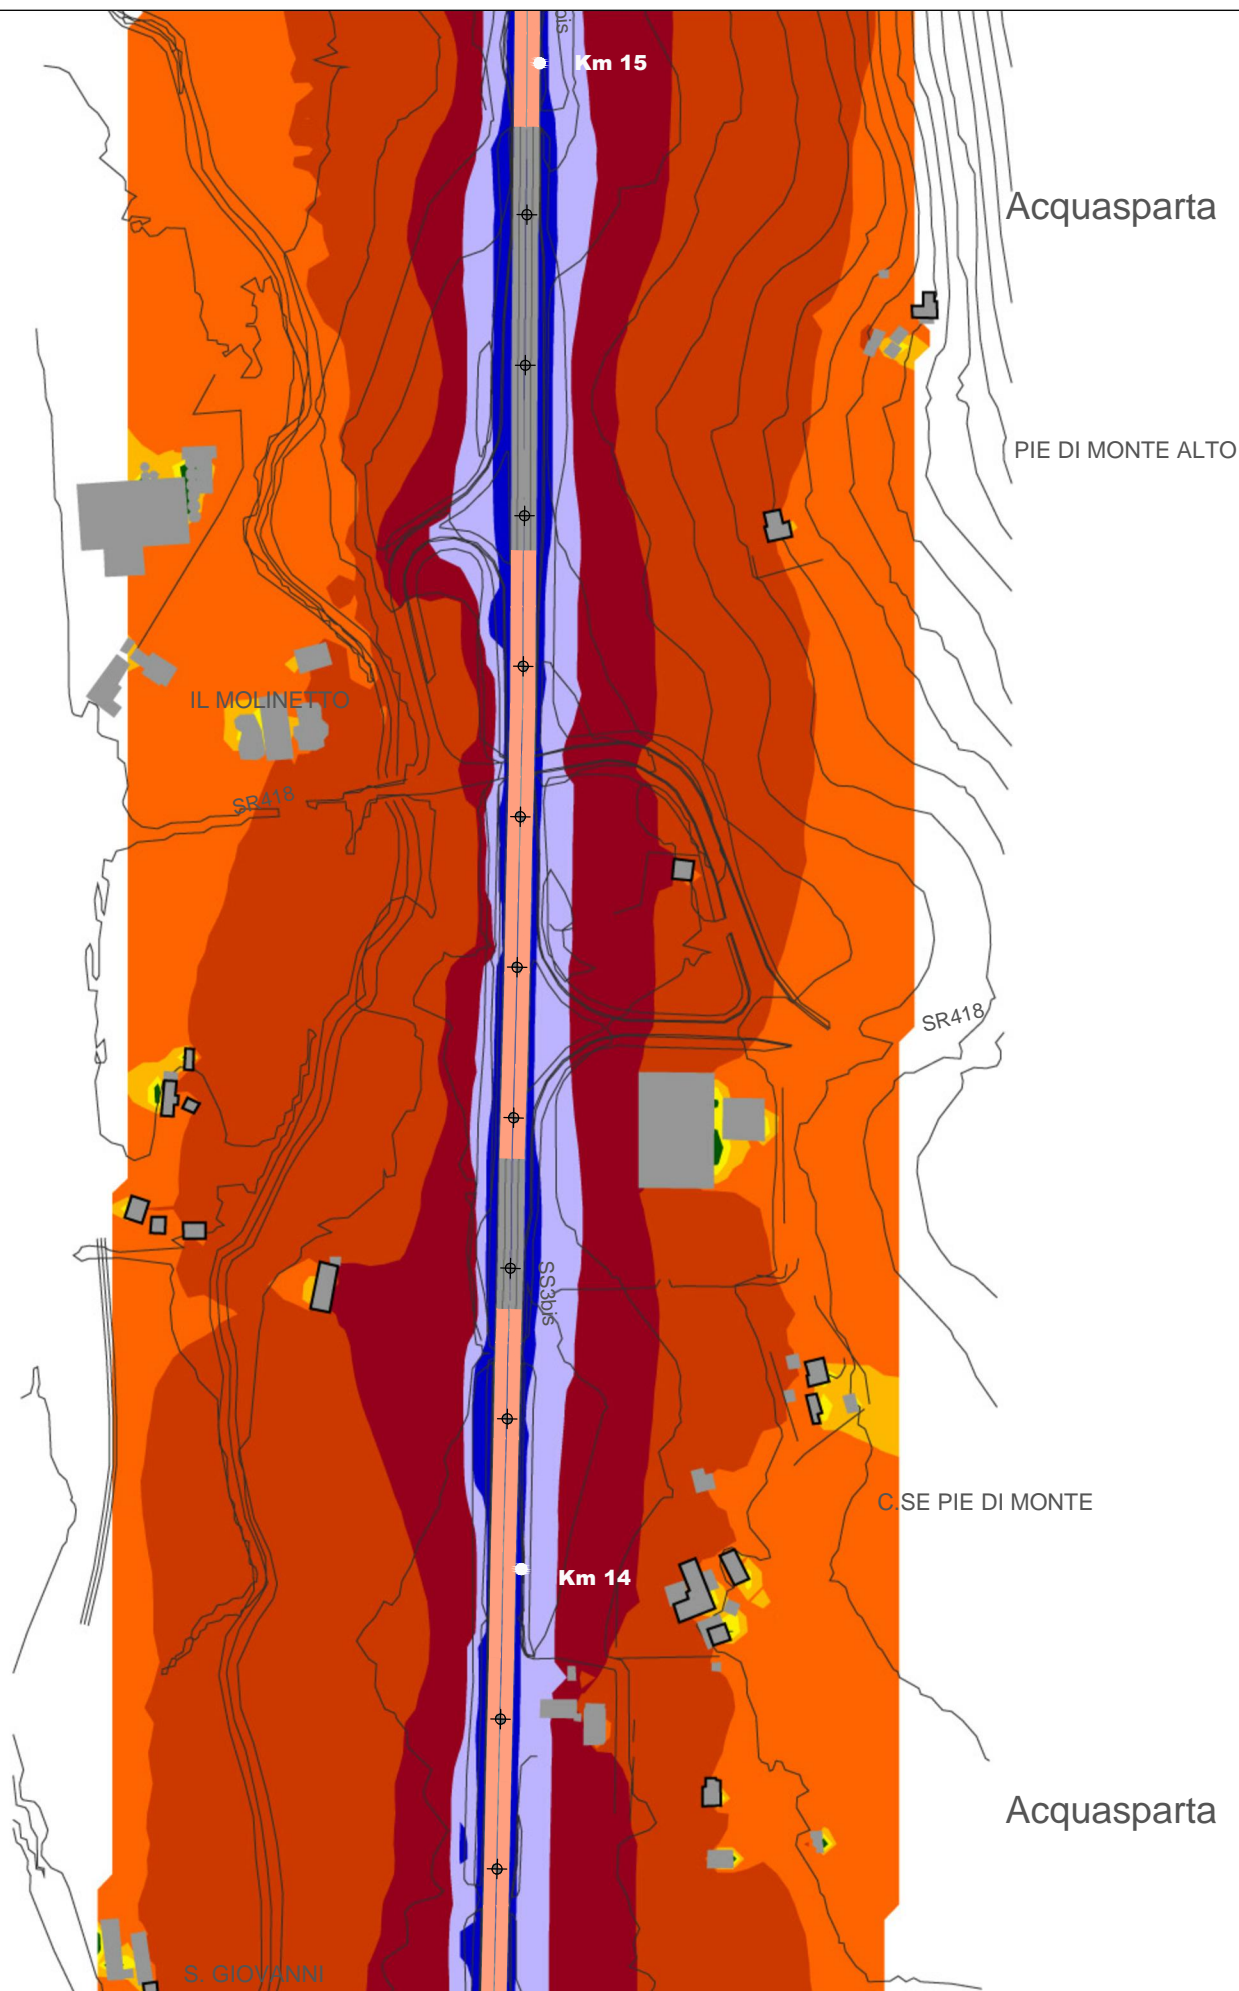 bis
Km 15
Acquasparta
PIE DI MONTE ALTO
IL MOLINETTO
SR418
SR418
SS3bis
C.SE PIE DI MONTE
Km 14
Acquasparta
S. GIOVANNI